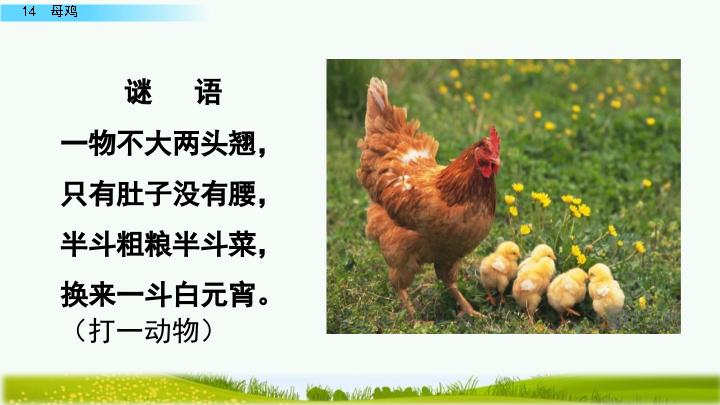 14 母鸡
谜 语
一物不大两头翘，
只有肚子没有腰，
半斗粗粮半斗菜，
换来一斗白元宵。
（打一动物）